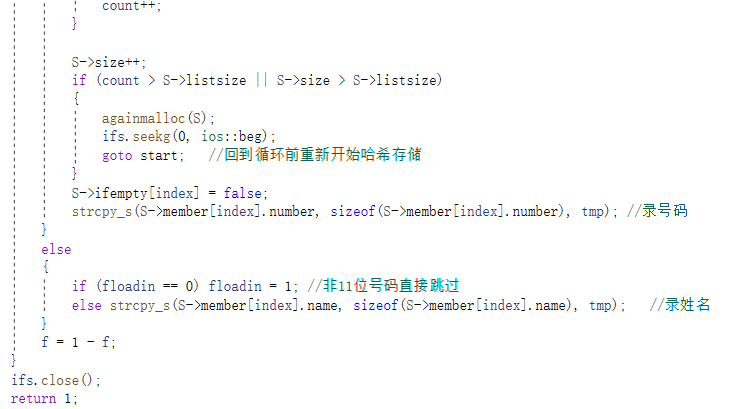 count++;
}
S->size++;
if (count > S->listsize || S->size > S->listsize)
{
againmalloc(S);
ifs.seekg(0, ios::beg);
goto start;   //回到循环前重新开始哈希存储
}
S->ifempty[index] = false;
strcpy_s(S->member[index].number, sizeof(S->member[index].number), tmp); //录号码
}
else
{
if (floadin == 0) floadin = 1; //非11位号码直接跳过
else strcpy_s(S->member[index].name, sizeof(S->member[index].name), tmp);   //录姓名
}
f = 1 - f;
}
ifs.close();
return 1;